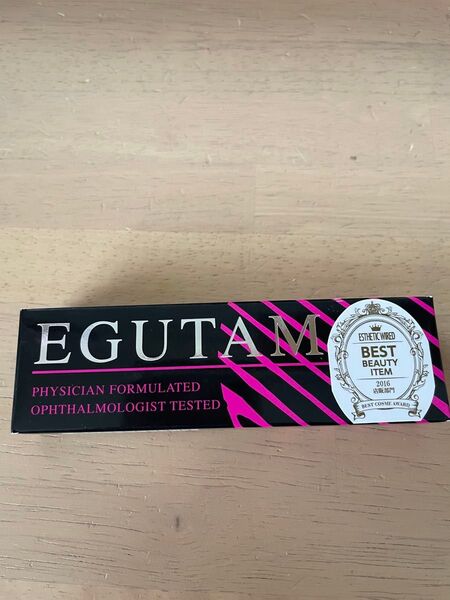 EGUTAM
PHYSICIAN FORMULATED
OPHTHALMOLOGIST TESTED
ESTHETIC WIRED
BEST
BEAUTY
ITEM
2016
BEST COSME AWARD